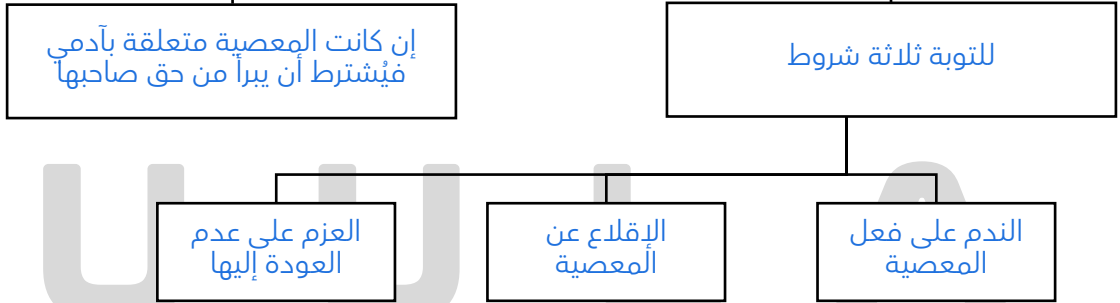 للتوبة ثلاثة شروط
إن كانت المعصية متعلقة بآدمي
فيُشترط أن يبرأ من حق صاحبها
الندم على فعل
المعصية
الإقلاع عن
المعصية
العزم على عدم
العودة إليها